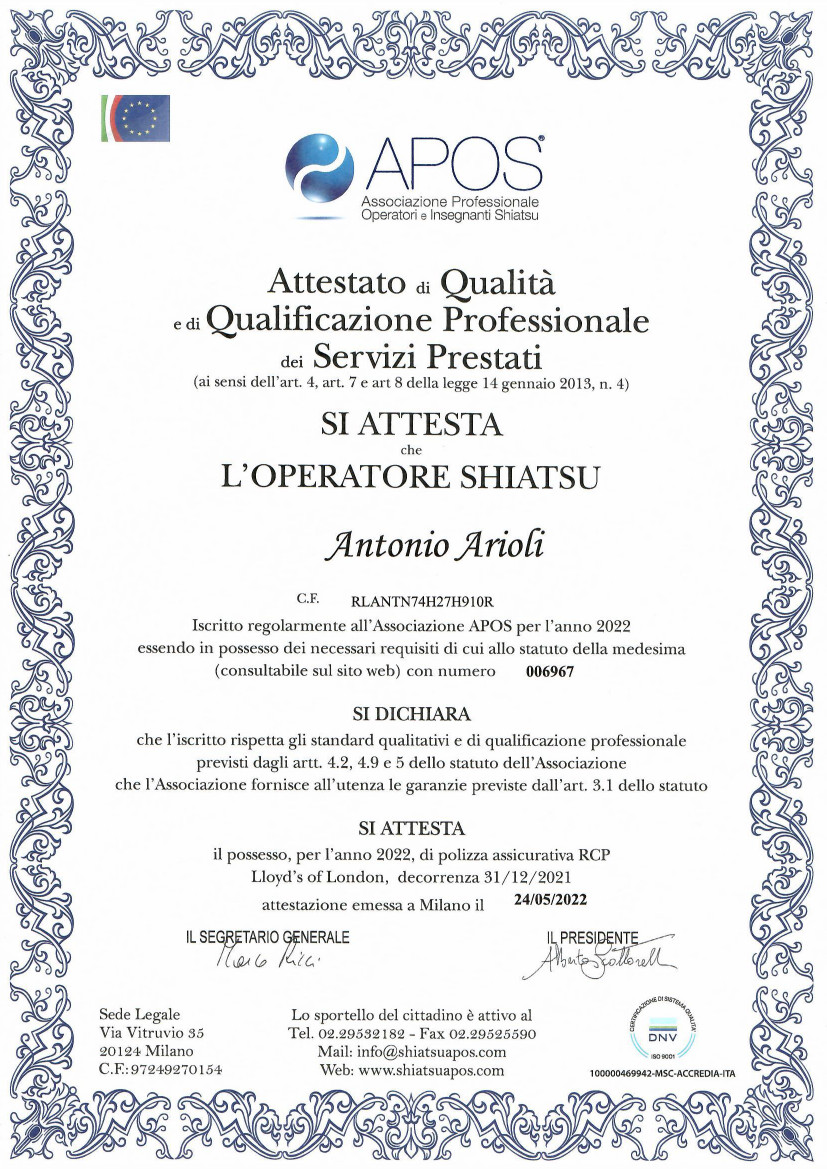 APOS®
Associazione Professionale
Operatori e Insegnanti Shiatsu
Attestato di Qualità
e di Qualificazione Professionale
dei Servizi Prestati
(ai sensi dell'art. 4, art. 7 e art 8 della legge 14 gennaio 2013, n. 4)
SI ATTESTA
che
L'OPERATORE SHIATSU
Antonio Arioli
C.F. RLANTN74H27H910R
Iscritto regolarmente all'Associazione APOS per l'anno 2022
essendo in possesso dei necessari requisiti di cui allo statuto della medesima
(consultabile sul sito web) con numero 006967
SI DICHIARA
che l'iscritto rispetta gli standard qualitativi e di qualificazione professionale
previsti dagli artt. 4.2, 4.9 e 5 dello statuto dell'Associazione
che l'Associazione fornisce all'utenza le garanzie previste dall'art. 3.1 dello statuto
SI ATTESTA
il possesso, per l'anno 2022, di polizza assicurativa RCP
Lloyd's of London, decorrenza 31/12/2021
attestazione emessa a Milano il 24/05/2022
IL SEGRETARIO GENERALE
Marco Ricci
IL PRESIDENTE
Alberto
Sede Legale
Via Vitruvio 35
20124 Milano
C.F.:97249270154
Lo sportello del cittadino è attivo al
Tel. 02.29532182 - Fax 02.29525590
Mail: info@shiatsuapos.com
Web: www.shiatsuapos.com
CERTIFICAZIONE DI SISTEMA QUALITÀ
DNV
ISO 9001
100000469942-MSC-ACCREDIA-ITA